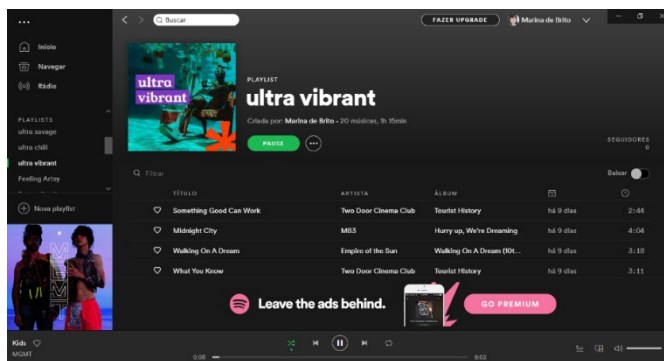 Buscar
FAZER UPGRADE
Marina de Brito
Início
Navegar
Rádio
PLAYLISTS
ultra savage
ultra chill
ultra vibrant
Feeling Artsy
Nova playlist
ultra
vibrant
PLAYLIST
ultra vibrant
Criada por: Marina de Brito · 20 músicas, 1h 15min
PAUSE
SEGUIDORES
0
Filtrar
Baixar
TÍTULO ARTISTA ÁLBUM
Something Good Can Work Two Door Cinema Club Tourist History há 9 dias 2:44
Midnight City M83 Hurry up, We're Dreaming há 9 dias 4:04
Walking On A Dream Empire of the Sun Walking On A Dream (10t... há 9 dias 3:18
What You Know Two Door Cinema Club Tourist History há 9 dias 3:11
Leave the ads behind.
GO PREMIUM
Kids
MGMT
0:08
5:02